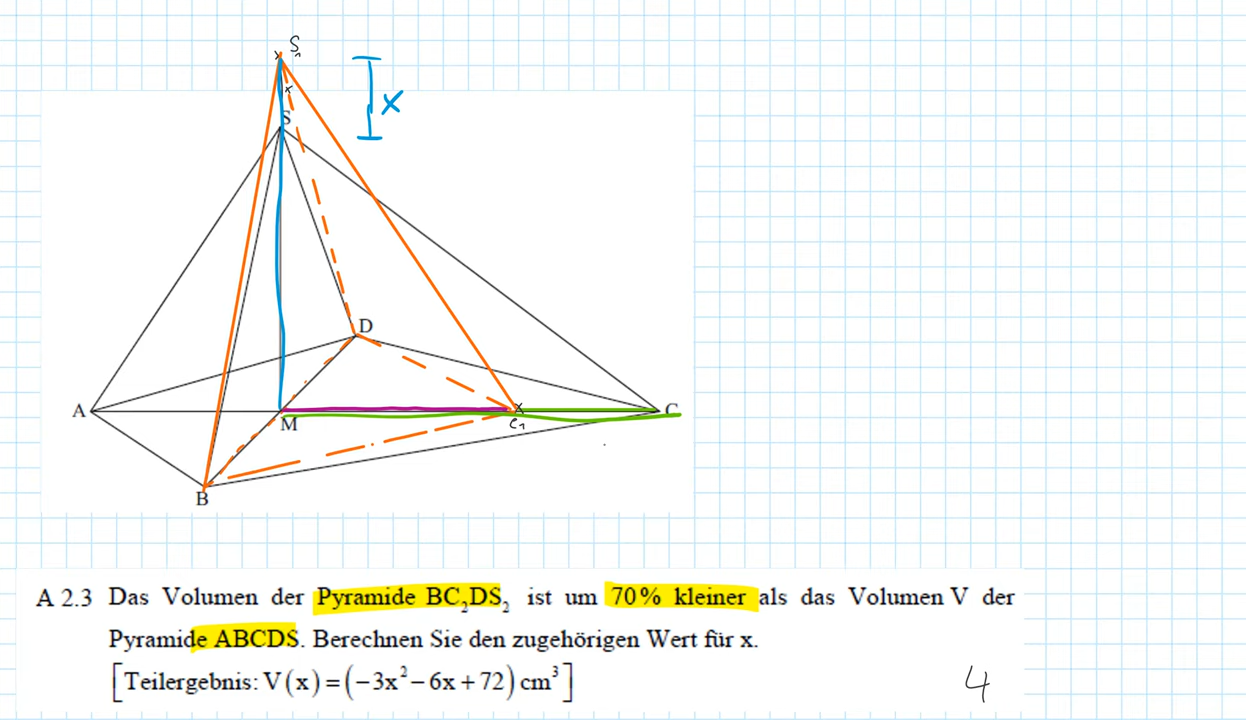 S₁
x
x
S
D
A
M
C₁
C
B
A 2.3 Das Volumen der Pyramide BC₂DS₂ ist um 70% kleiner als das Volumen V der
Pyramide ABCDS. Berechnen Sie den zugehörigen Wert für x.
[Teilergebnis: V(x) = (−3x² − 6x + 72) cm³]
4